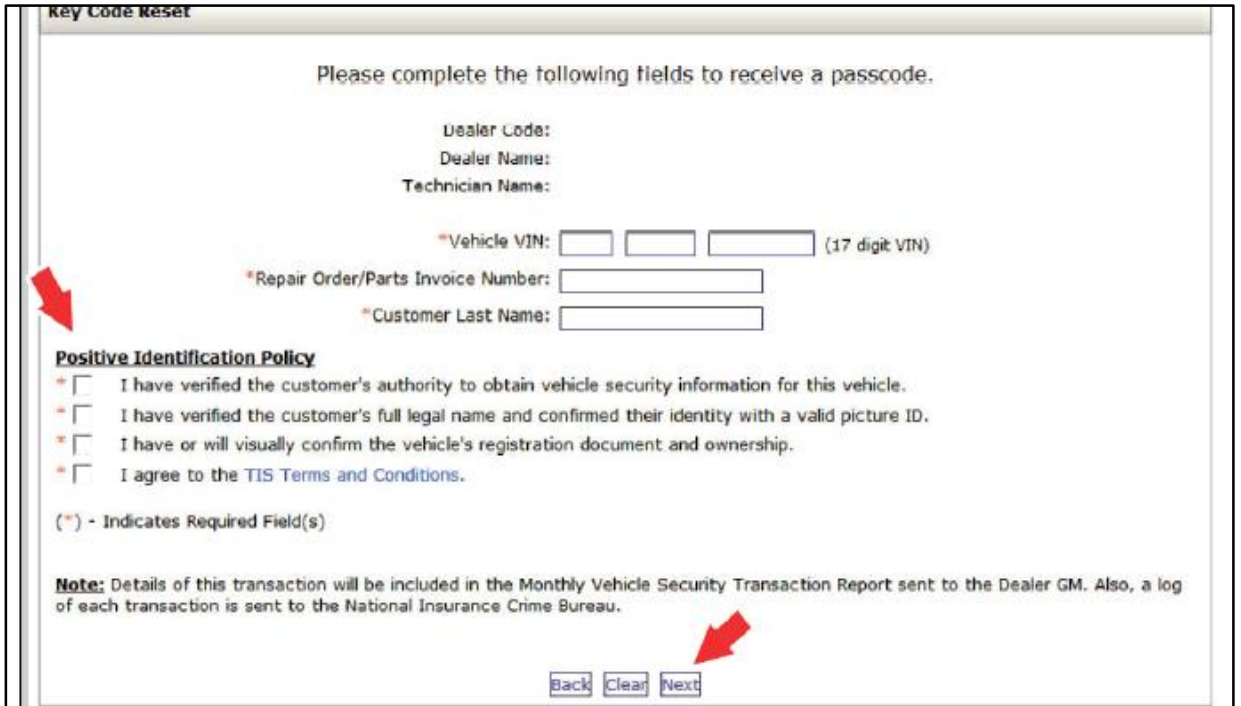 Key Code Reset
Please complete the following fields to receive a passcode.
Dealer Code:
Dealer Name:
Technician Name:
*Vehicle VIN: (17 digit VIN)
*Repair Order/Parts Invoice Number:
*Customer Last Name:
Positive Identification Policy
* I have verified the customer's authority to obtain vehicle security information for this vehicle.
* I have verified the customer's full legal name and confirmed their identity with a valid picture ID.
* I have or will visually confirm the vehicle's registration document and ownership.
* I agree to the TIS Terms and Conditions.
(*) - Indicates Required Field(s)
Note: Details of this transaction will be included in the Monthly Vehicle Security Transaction Report sent to the Dealer GM. Also, a log
of each transaction is sent to the National Insurance Crime Bureau.
Back Clear Next